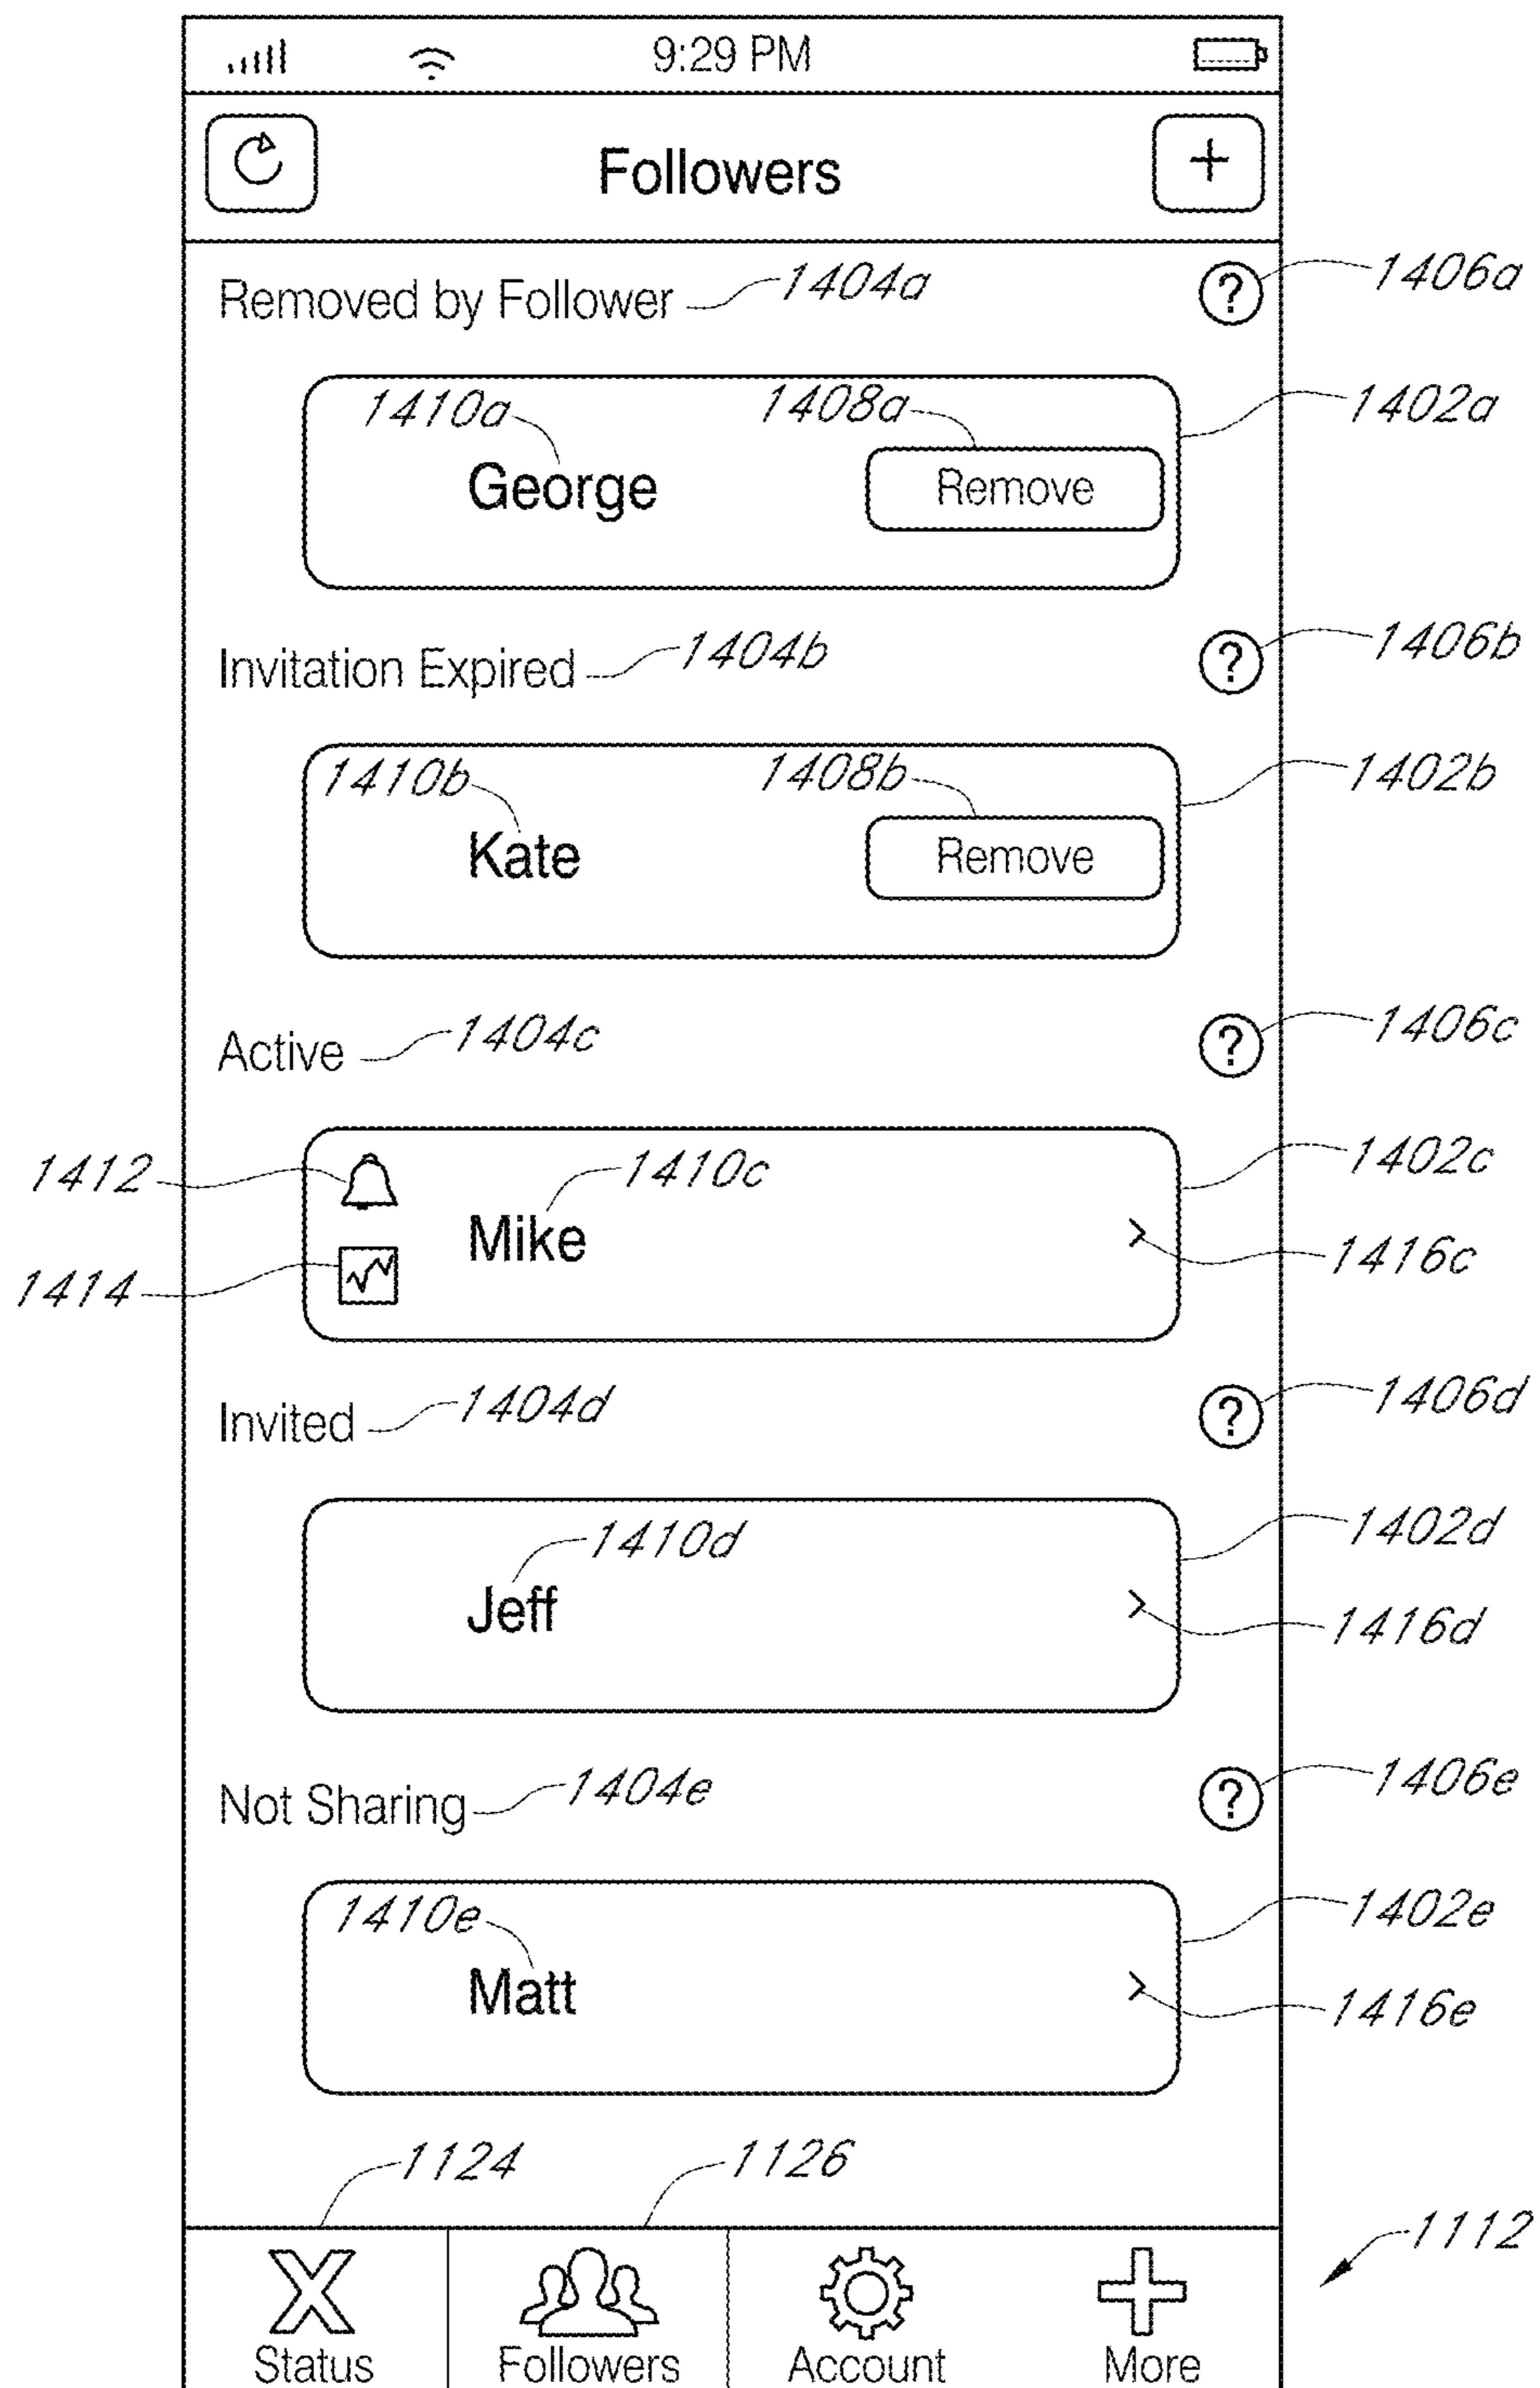 9:29 PM
Followers
+
Removed by Follower 1404a ? 1406a
1410a 1408a 1402a
George Remove
Invitation Expired 1404b ? 1406b
1410b 1408b 1402b
Kate Remove
Active 1404c ? 1406c
1412 1410c 1402c
Mike > 1416c
1414
Invited 1404d ? 1406d
1410d 1402d
Jeff > 1416d
Not Sharing 1404e ? 1406e
1410e 1402e
Matt > 1416e
1124 1126
1112
X
Status Followers Account More